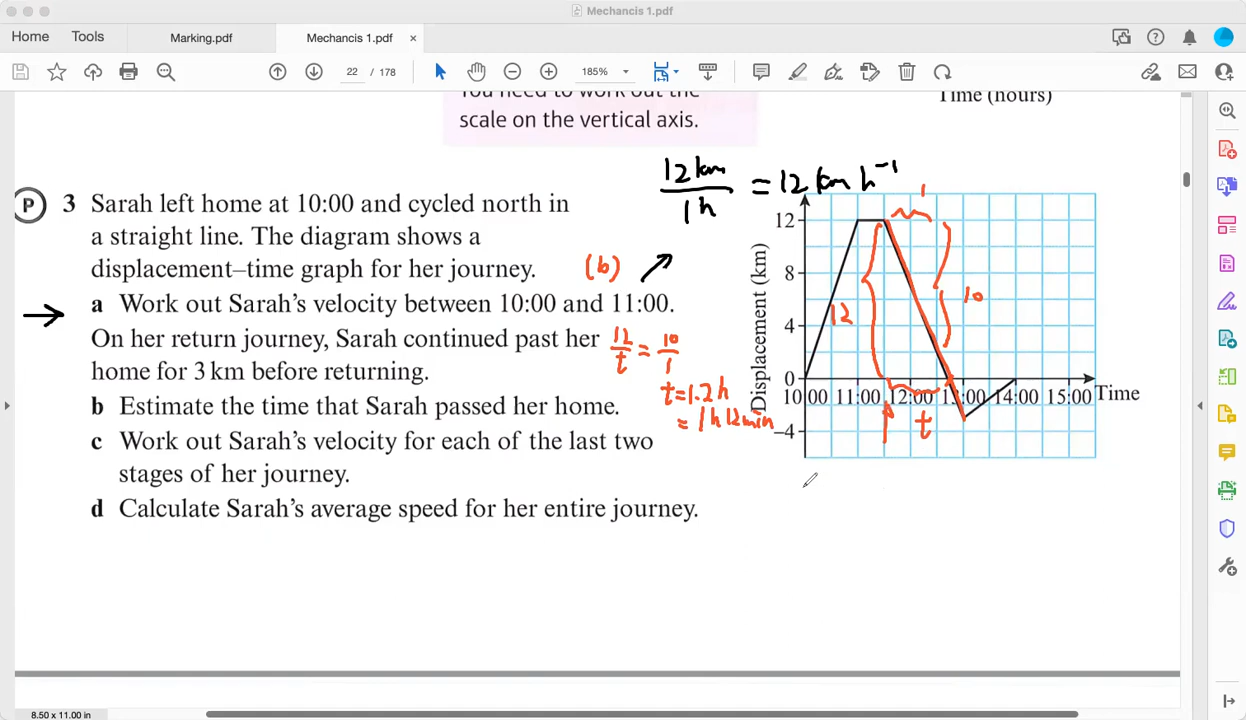 Mechancis 1.pdf
Home Tools Marking.pdf Mechancis 1.pdf ×
22 / 178 185%
You need to work out the
scale on the vertical axis.
Time (hours)
12 km
1 h
= 12 km h⁻¹
P 3 Sarah left home at 10:00 and cycled north in
a straight line. The diagram shows a
displacement–time graph for her journey.
(b)
a Work out Sarah's velocity between 10:00 and 11:00.
On her return journey, Sarah continued past her
home for 3 km before returning.
b Estimate the time that Sarah passed her home.
c Work out Sarah's velocity for each of the last two
stages of her journey.
d Calculate Sarah's average speed for her entire journey.
12/t = 10/1
t = 1.2 h
= 1 h 12 min
Displacement (km)
12
8
4
0
–4
10:00 11:00 12:00 13:00 14:00 15:00 Time
1
12
10
t
8.50 x 11.00 in